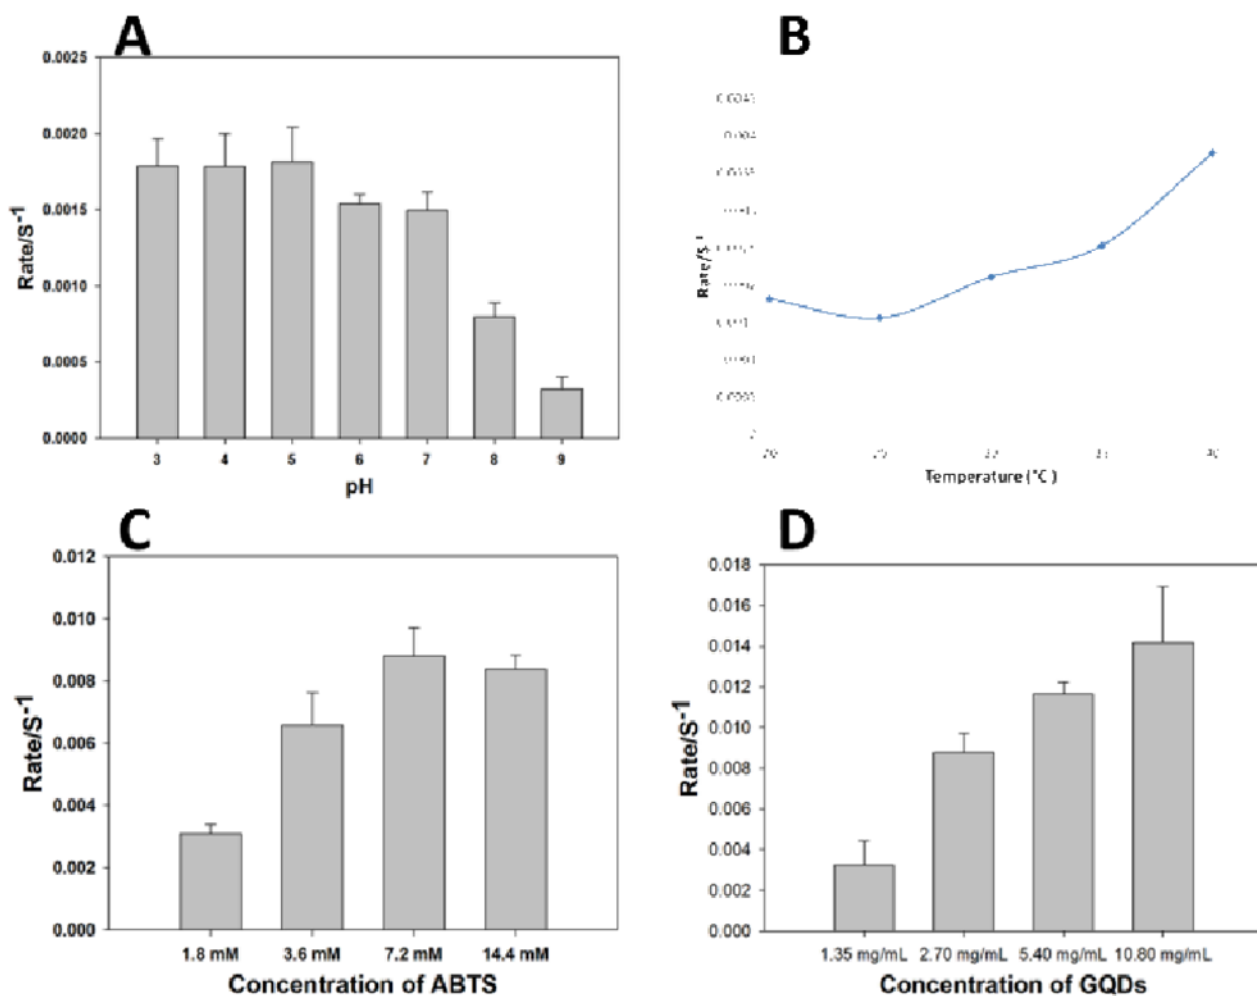 A
0.0025
0.0020
0.0015
0.0010
0.0005
0.0000
Rate/S-1
3 4 5 6 7 8 9
pH
B
0.004
Rate/S-1
Temperature (°C)
C
0.012
0.010
0.008
0.006
0.004
0.002
0.000
Rate/S-1
1.8 mM 3.6 mM 7.2 mM 14.4 mM
Concentration of ABTS
D
0.018
0.016
0.014
0.012
0.010
0.008
0.006
0.004
0.002
0.000
Rate/S-1
1.35 mg/mL 2.70 mg/mL 5.40 mg/mL 10.80 mg/mL
Concentration of GQDs